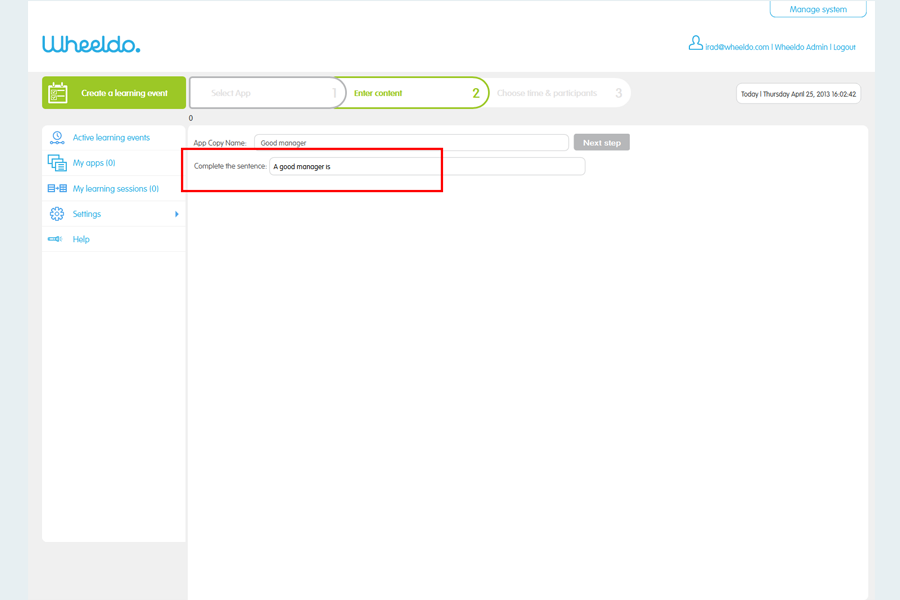 Manage system
Wheeldo.
irad@wheeldo.com | Wheeldo Admin | Logout
Create a learning event
Select App 1
Enter content 2
Choose time & participants 3
Today | Thursday April 25, 2013 16:02:42
0
Active learning events
My apps (0)
My learning sessions (0)
Settings
Help
App Copy Name: Good manager
Next step
Complete the sentence: A good manager is